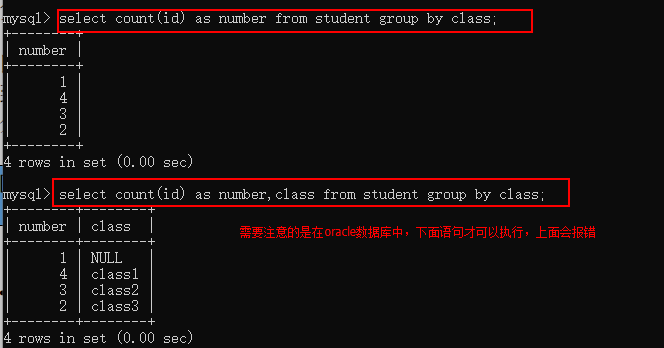 mysql> select count(id) as number from student group by class;
+--------+
| number |
+--------+
|      1 |
|      4 |
|      3 |
|      2 |
+--------+
4 rows in set (0.00 sec)
mysql> select count(id) as number,class from student group by class;
+--------+--------+
| number | class  |
+--------+--------+
需要注意的是在oracle数据库中，下面语句才可以执行，上面会报错
|      1 | NULL   |
|      4 | class1 |
|      3 | class2 |
|      2 | class3 |
+--------+--------+
4 rows in set (0.00 sec)